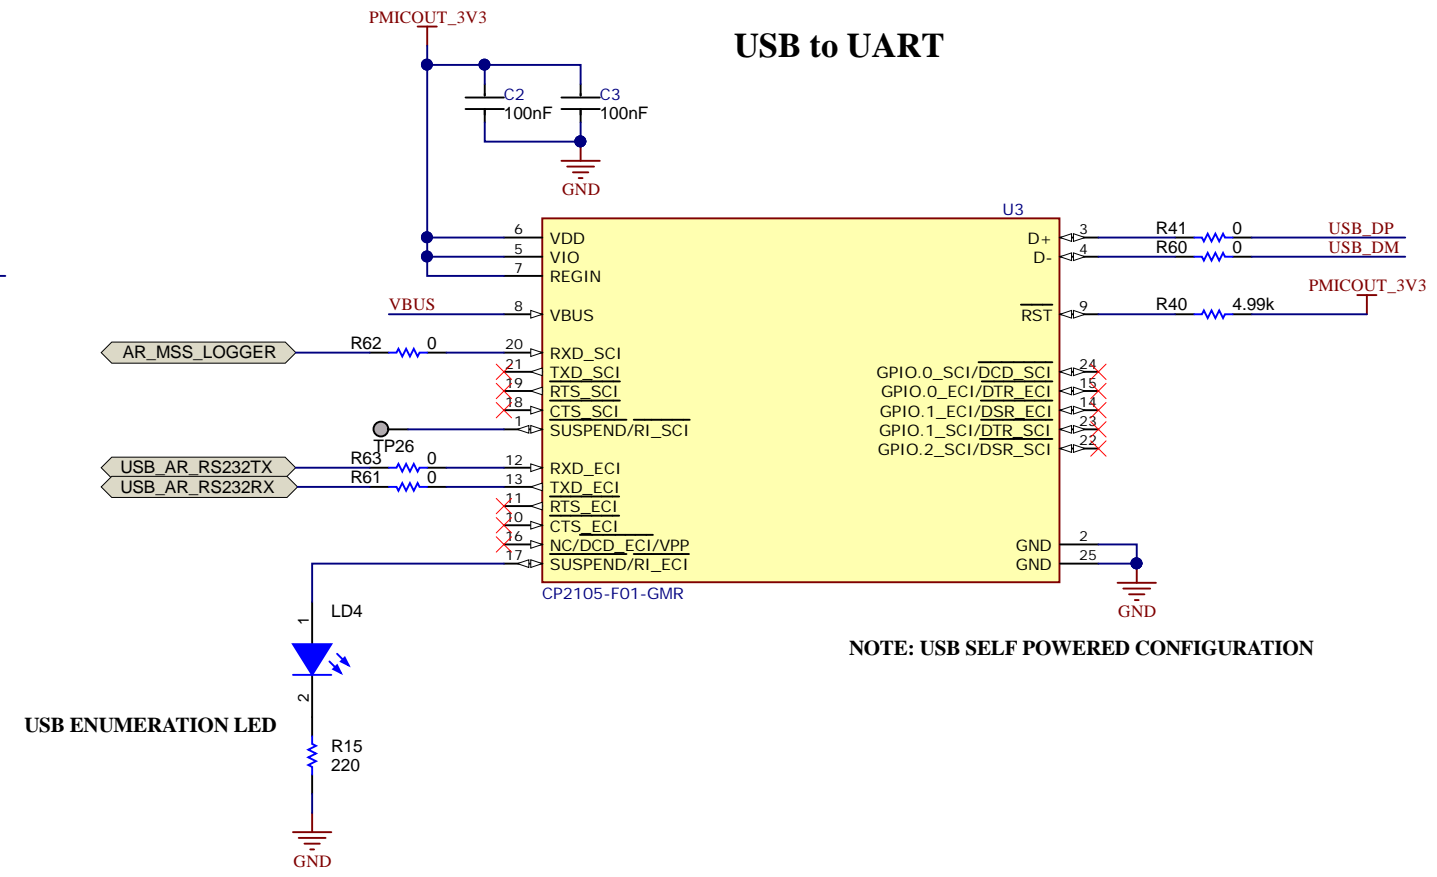 PMICOUT_3V3
USB to UART
C2
100nF
C3
100nF
GND
U3
6
VDD
5
VIO
7
REGIN
VBUS
8
VBUS
AR_MSS_LOGGER
R62
0
20
RXD_SCI
21
TXD_SCI
19
RTS_SCI
18
CTS_SCI
1
SUSPEND/RI_SCI
TP26
USB_AR_RS232TX
R63
0
12
RXD_ECI
USB_AR_RS232RX
R61
0
13
TXD_ECI
11
RTS_ECI
10
CTS_ECI
16
NC/DCD_ECI/VPP
17
SUSPEND/RI_ECI
CP2105-F01-GMR
D+
3
R41
0
USB_DP
D-
4
R60
0
USB_DM
PMICOUT_3V3
RST
9
R40
4.99k
GPIO.0_SCI/DCD_SCI
24
GPIO.0_ECI/DTR_ECI
15
GPIO.1_ECI/DSR_ECI
14
GPIO.1_SCI/DTR_SCI
23
GPIO.2_SCI/DSR_SCI
22
GND
2
GND
25
GND
NOTE: USB SELF POWERED CONFIGURATION
1
LD4
2
USB ENUMERATION LED
R15
220
GND